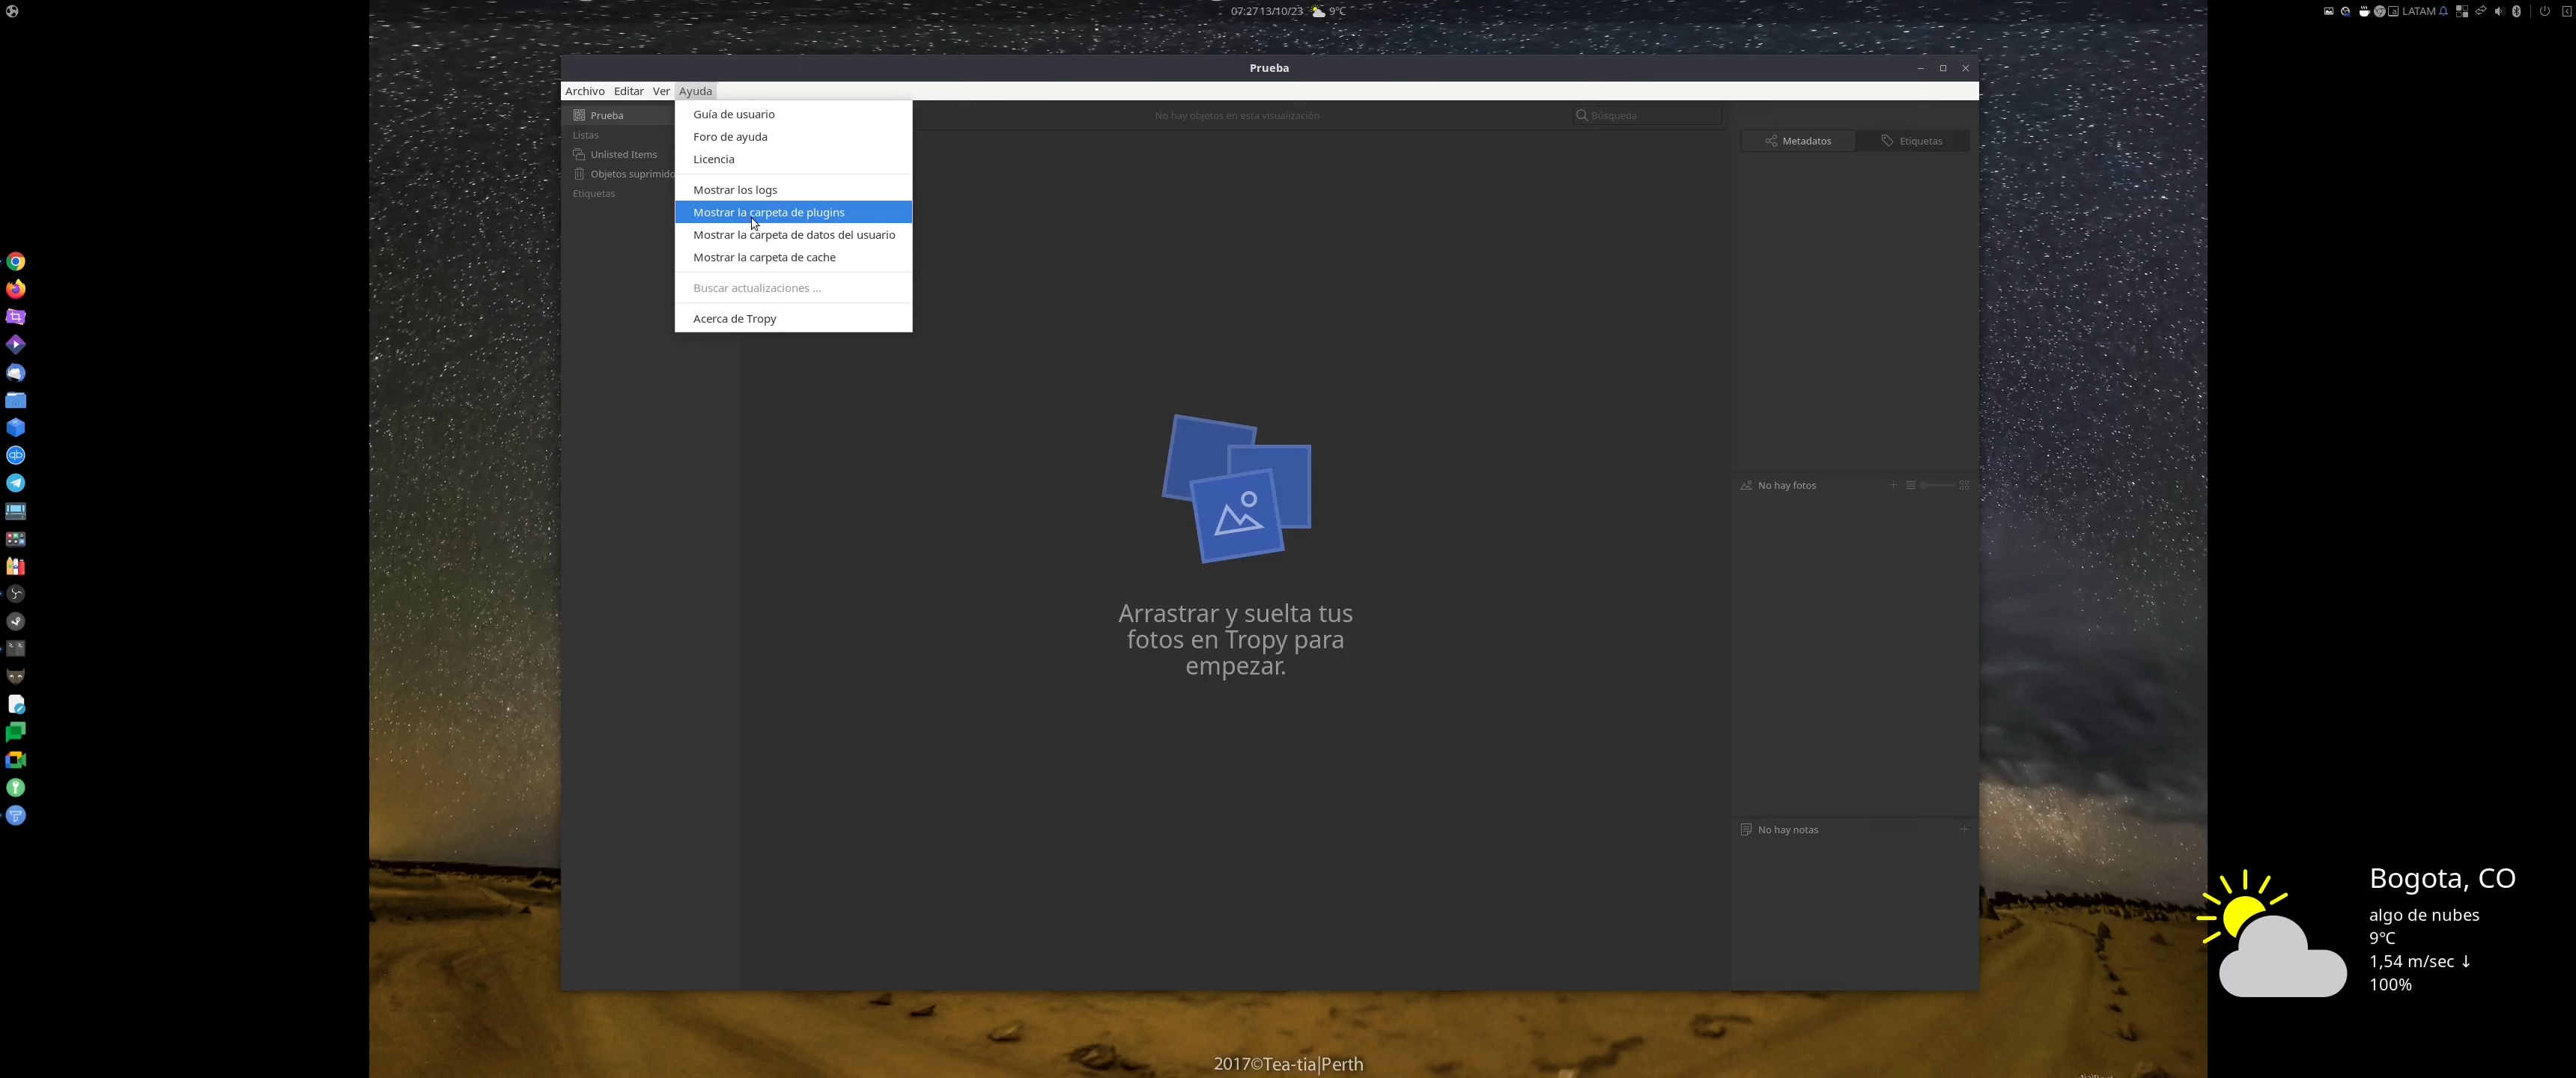 07:27 13/10/23 9°C
LATAM
Prueba
Archivo Editar Ver Ayuda
Guía de usuario
Foro de ayuda
Licencia
Mostrar los logs
Mostrar la carpeta de plugins
Mostrar la carpeta de datos del usuario
Mostrar la carpeta de cache
Buscar actualizaciones ...
Acerca de Tropy
Prueba
Listas
Unlisted Items
Objetos suprimido
Etiquetas
No hay objetos en esta visualización
Búsqueda
Metadatos
Etiquetas
Arrastrar y suelta tus
fotos en Tropy para
empezar.
No hay fotos
No hay notas
Bogota, CO
algo de nubes
9°C
1,54 m/sec ↓
100%
2017©Tea-tia|Perth